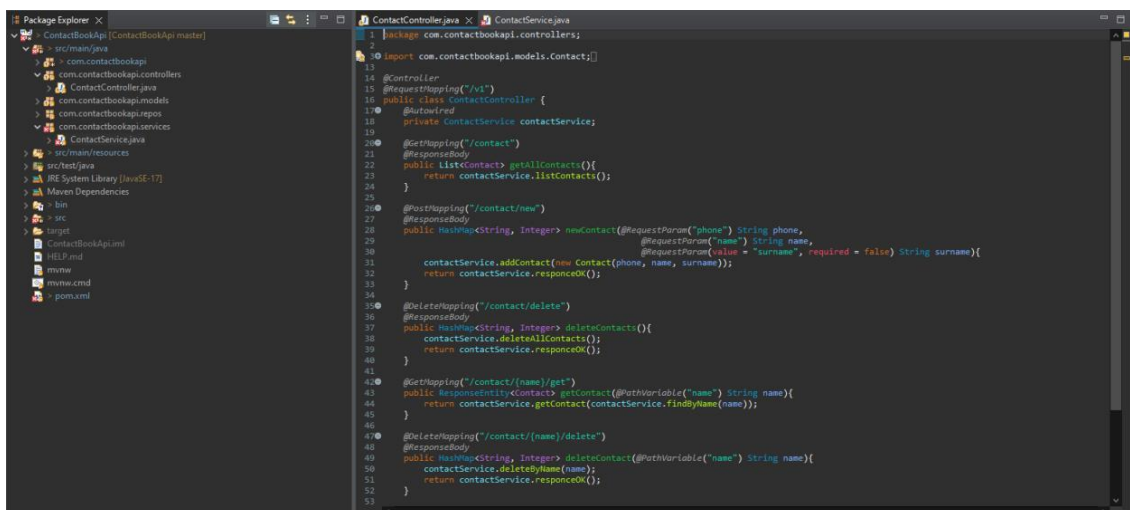 Package Explorer
> ContactBookApi [ContactBookApi master]
> src/main/java
> com.contactbookapi
com.contactbookapi.controllers
ContactController.java
com.contactbookapi.models
com.contactbookapi.repos
com.contactbookapi.services
ContactService.java
> src/main/resources
src/test/java
JRE System Library [JavaSE-17]
Maven Dependencies
> bin
> src
target
ContactBookApi.iml
HELP.md
mvnw
mvnw.cmd
> pom.xml
ContactController.java
ContactService.java
1 package com.contactbookapi.controllers;
2
3 import com.contactbookapi.models.Contact;
13
14 @Controller
15 @RequestMapping("/v1")
16 public class ContactController {
17 @Autowired
18 private ContactService contactService;
19
20 @GetMapping("/contact")
21 @ResponseBody
22 public List<Contact> getAllContacts(){
23 return contactService.listContacts();
24 }
25
26 @PostMapping("/contact/new")
27 @ResponseBody
28 public HashMap<String, Integer> newContact(@RequestParam("phone") String phone,
29 @RequestParam("name") String name,
30 @RequestParam(value = "surname", required = false) String surname){
31 contactService.addContact(new Contact(phone, name, surname));
32 return contactService.responceOK();
33 }
34
35 @DeleteMapping("/contact/delete")
36 @ResponseBody
37 public HashMap<String, Integer> deleteContacts(){
38 contactService.deleteAllContacts();
39 return contactService.responceOK();
40 }
41
42 @GetMapping("/contact/{name}/get")
43 public ResponseEntity<Contact> getContact(@PathVariable("name") String name){
44 return contactService.getContact(contactService.findByName(name));
45 }
46
47 @DeleteMapping("/contact/{name}/delete")
48 @ResponseBody
49 public HashMap<String, Integer> deleteContact(@PathVariable("name") String name){
50 contactService.deleteByName(name);
51 return contactService.responceOK();
52 }
53